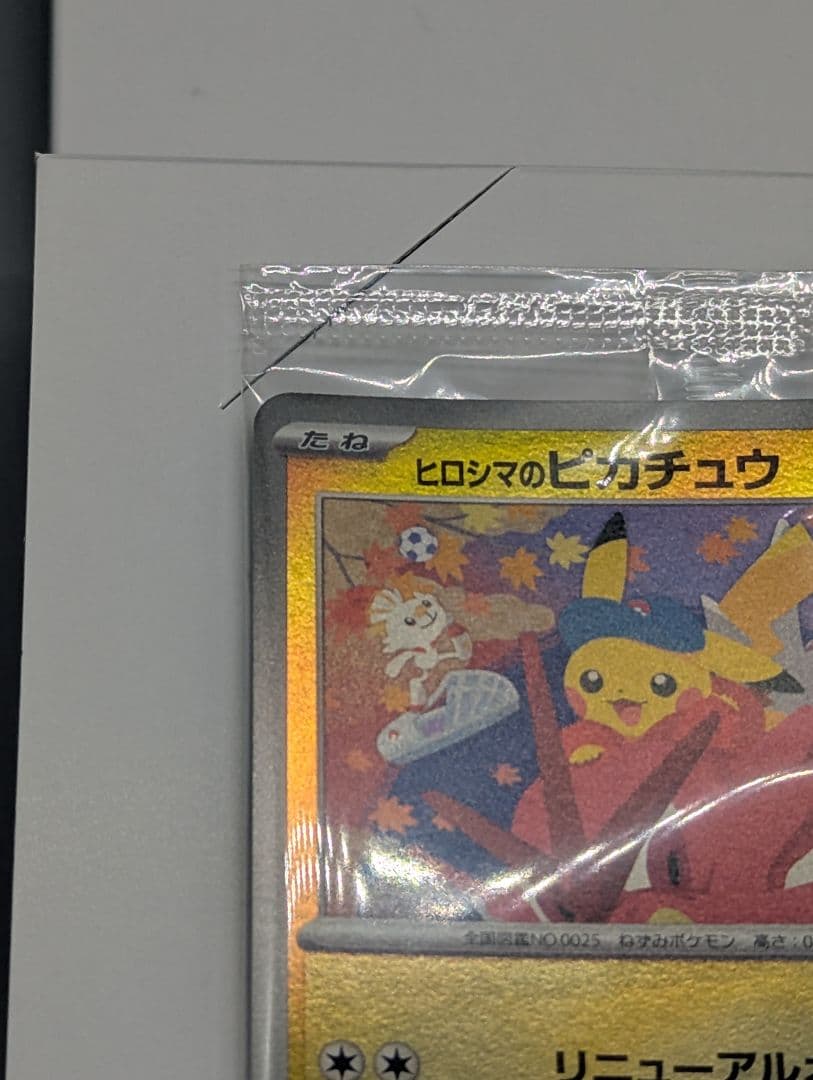 たね
ヒロシマのピカチュウ
全国図鑑NO.0025 ねずみポケモン 高さ:0
リニューアル